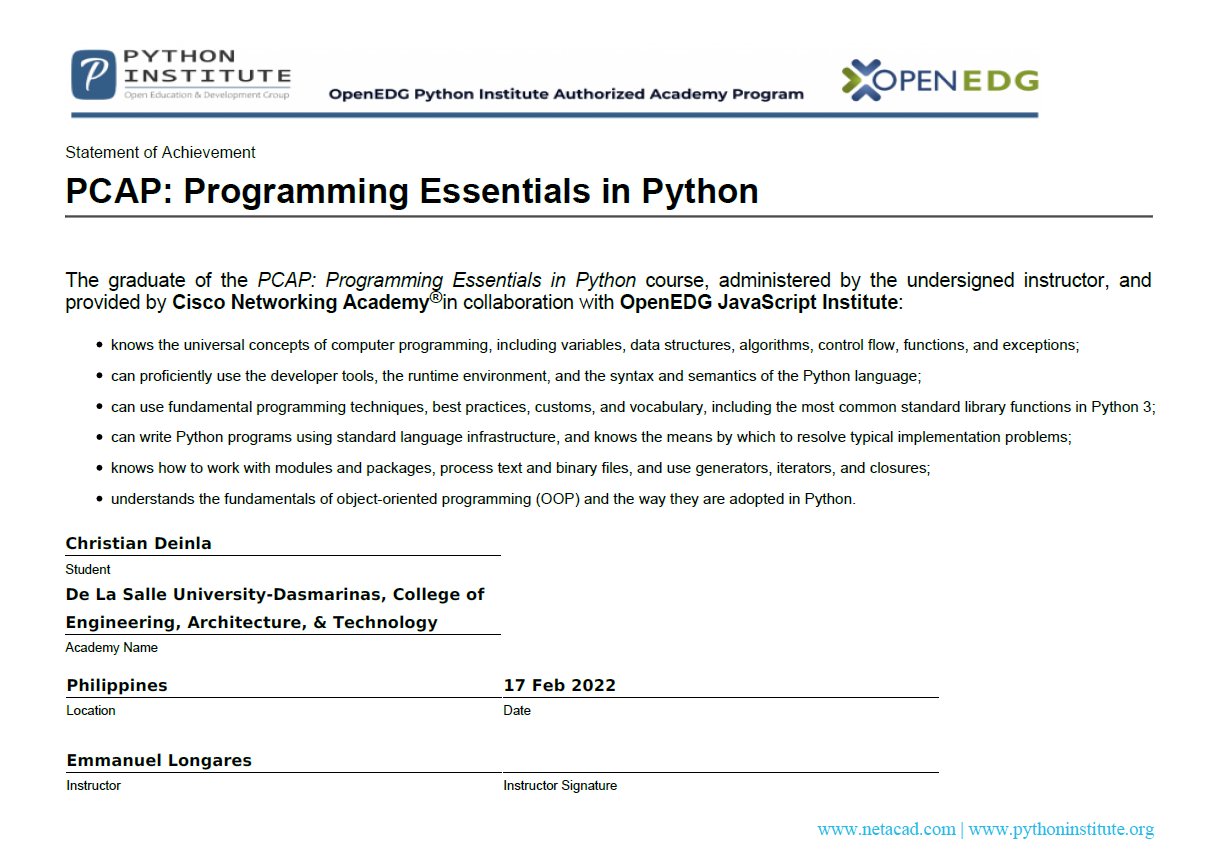 PYTHON
INSTITUTE
Open Education & Development Group
OpenEDG Python Institute Authorized Academy Program
OPENEDG
Statement of Achievement
PCAP: Programming Essentials in Python
The graduate of the PCAP: Programming Essentials in Python course, administered by the undersigned instructor, and
provided by Cisco Networking Academy®in collaboration with OpenEDG JavaScript Institute:
• knows the universal concepts of computer programming, including variables, data structures, algorithms, control flow, functions, and exceptions;
• can proficiently use the developer tools, the runtime environment, and the syntax and semantics of the Python language;
• can use fundamental programming techniques, best practices, customs, and vocabulary, including the most common standard library functions in Python 3;
• can write Python programs using standard language infrastructure, and knows the means by which to resolve typical implementation problems;
• knows how to work with modules and packages, process text and binary files, and use generators, iterators, and closures;
• understands the fundamentals of object-oriented programming (OOP) and the way they are adopted in Python.
Christian Deinla
Student
De La Salle University-Dasmarinas, College of
Engineering, Architecture, & Technology
Academy Name
Philippines
Location
17 Feb 2022
Date
Emmanuel Longares
Instructor
Instructor Signature
www.netacad.com | www.pythoninstitute.org